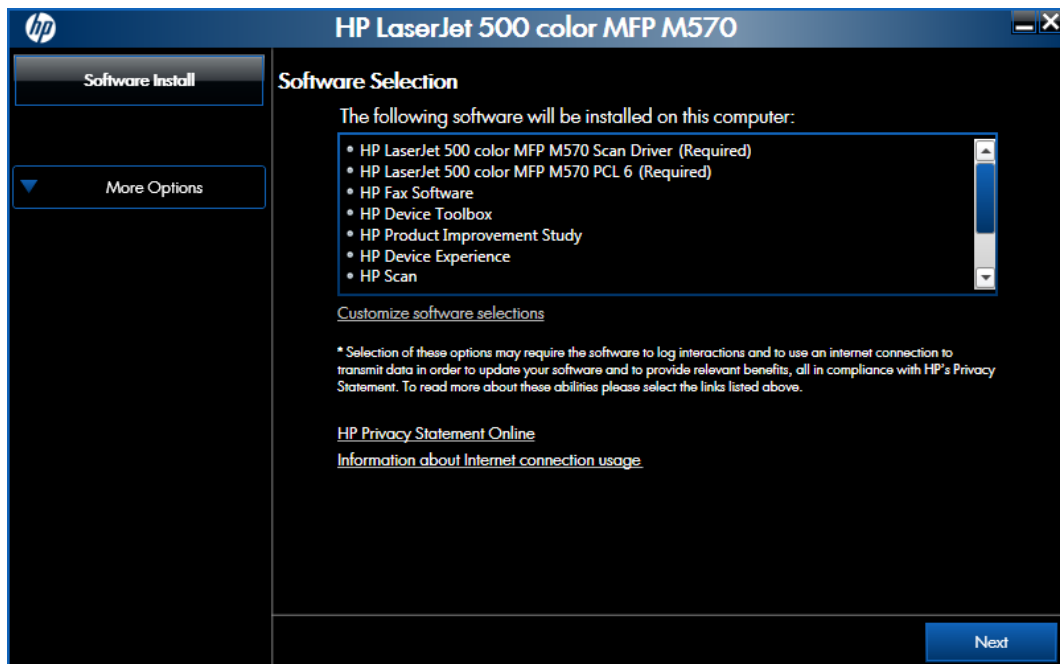 hp
HP LaserJet 500 color MFP M570
Software Install
More Options
Software Selection
The following software will be installed on this computer:
• HP LaserJet 500 color MFP M570 Scan Driver (Required)
• HP LaserJet 500 color MFP M570 PCL 6 (Required)
• HP Fax Software
• HP Device Toolbox
• HP Product Improvement Study
• HP Device Experience
• HP Scan
Customize software selections
* Selection of these options may require the software to log interactions and to use an internet connection to
transmit data in order to update your software and to provide relevant benefits, all in compliance with HP's Privacy
Statement. To read more about these abilities please select the links listed above.
HP Privacy Statement Online
Information about Internet connection usage
Next